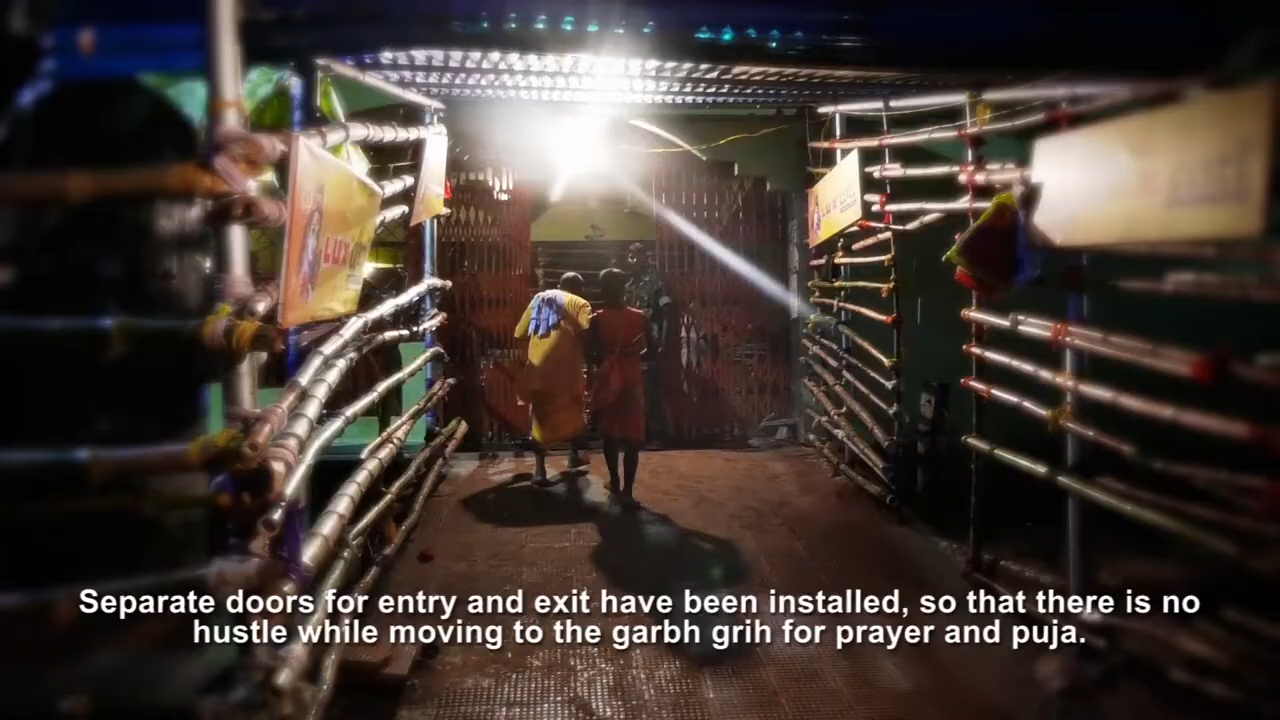 LUX
Separate doors for entry and exit have been installed, so that there is no
hustle while moving to the garbh grih for prayer and puja.